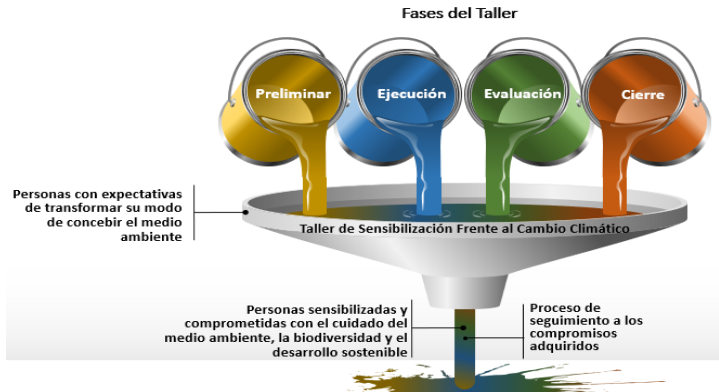 Fases del Taller
Preliminar
Ejecución
Evaluación
Cierre
Personas con expectativas
de transformar su modo
de concebir el medio
ambiente
Taller de Sensibilización Frente al Cambio Climático
Personas sensibilizadas y
comprometidas con el cuidado del
medio ambiente, la biodiversidad y el
desarrollo sostenible
Proceso de
seguimiento a los
compromisos
adquiridos